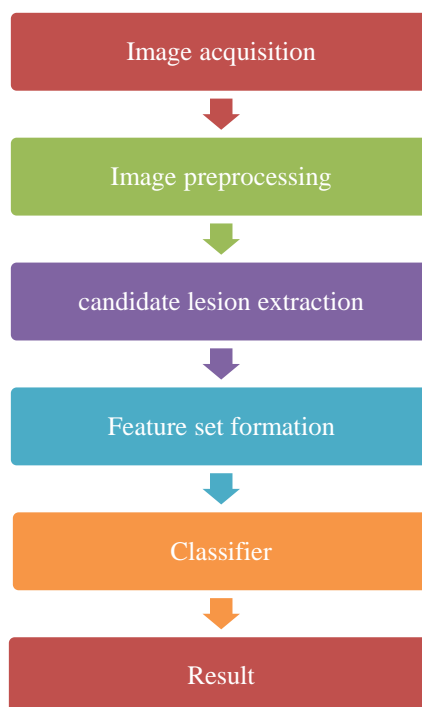 Image acquisition
Image preprocessing
candidate lesion extraction
Feature set formation
Classifier
Result